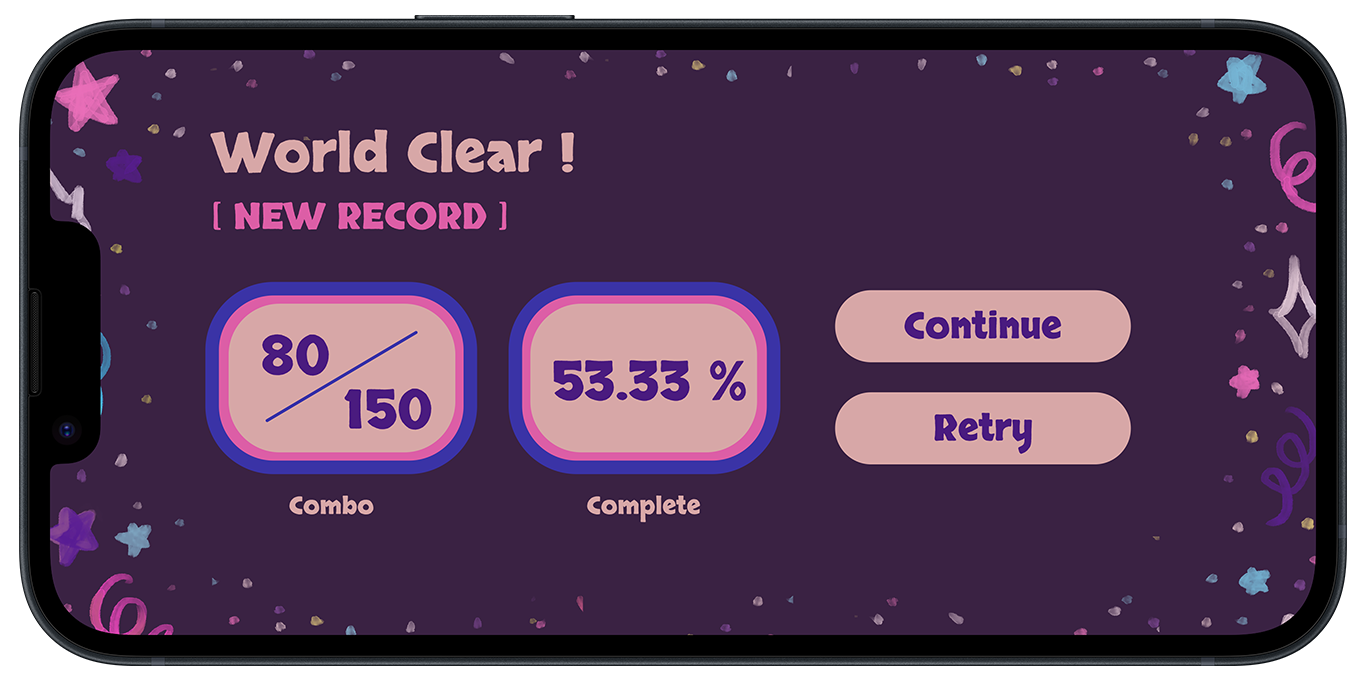 World Clear !
[ NEW RECORD ]
80
150
53.33 %
Combo
Complete
Continue
Retry